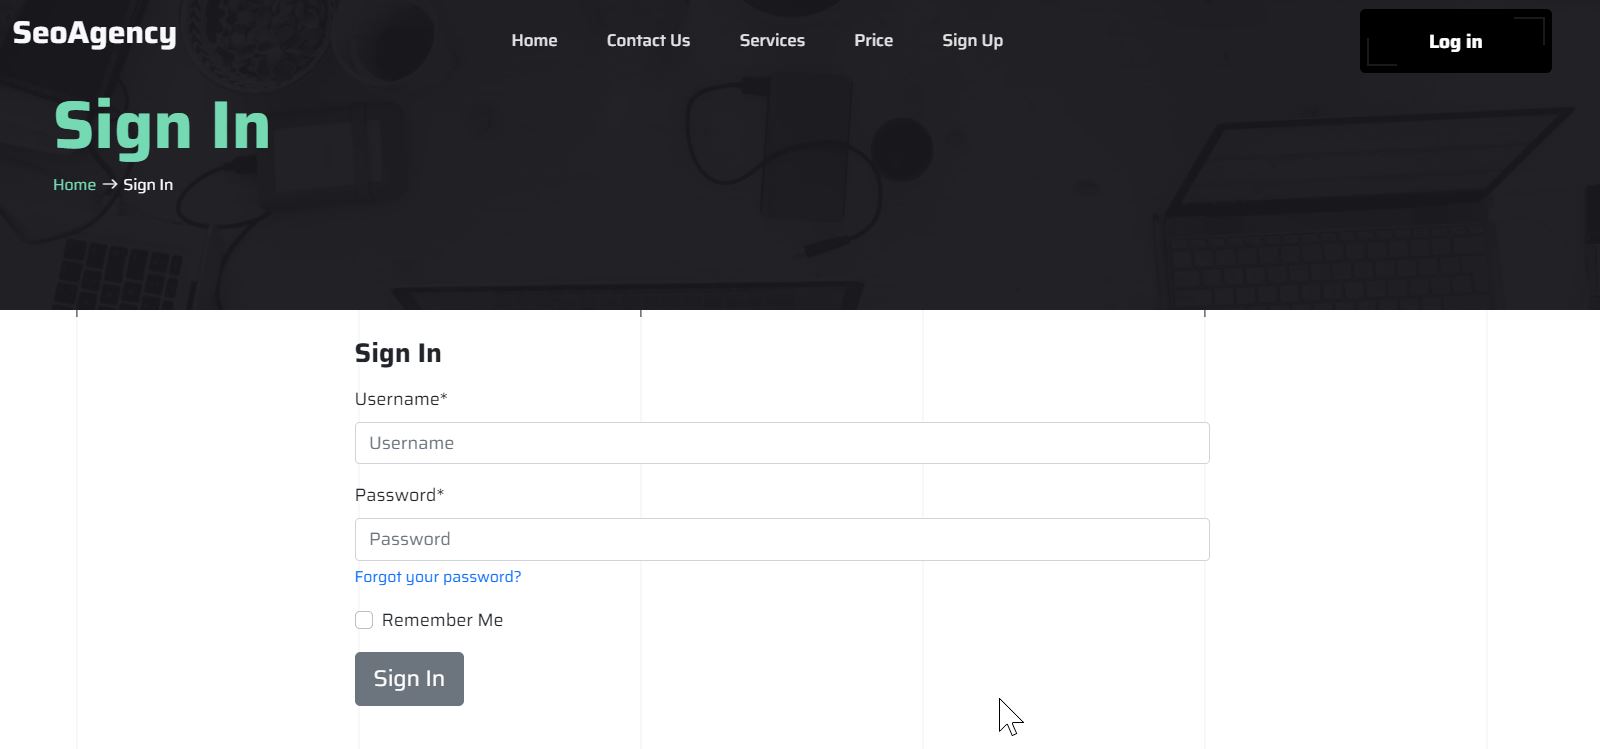 SeoAgency
Home Contact Us Services Price Sign Up
Log in
Sign In
Home → Sign In
Sign In
Username*
Username
Password*
Password
Forgot your password?
Remember Me
Sign In